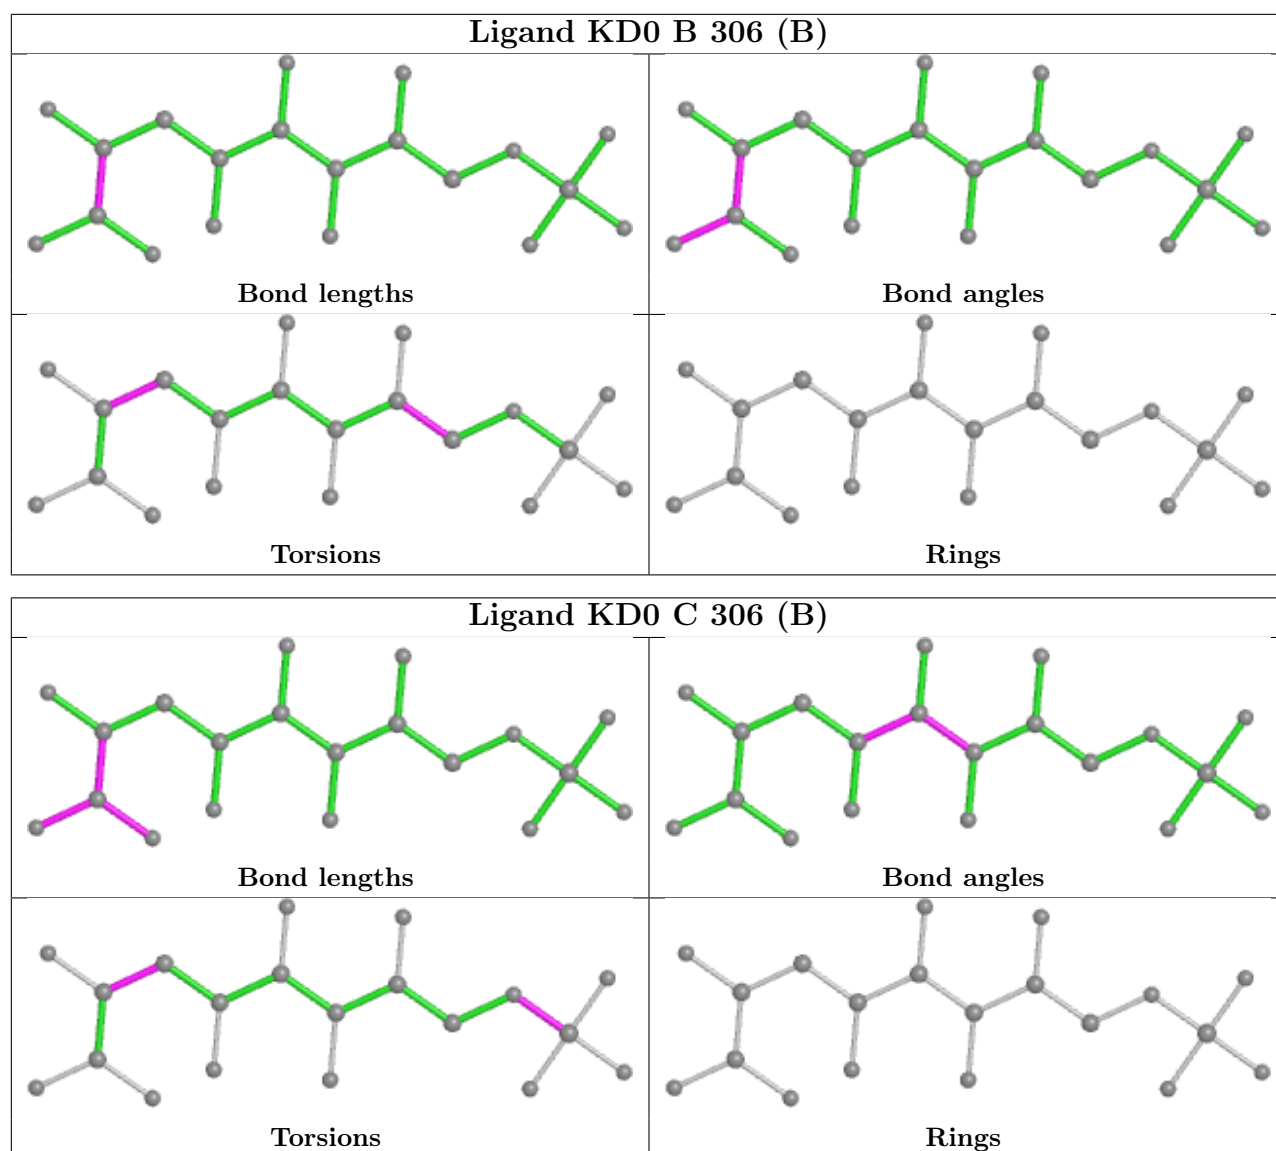 Ligand KD0 B 306 (B)
Bond lengths
Bond angles
Torsions
Rings
Ligand KD0 C 306 (B)
Bond lengths
Bond angles
Torsions
Rings